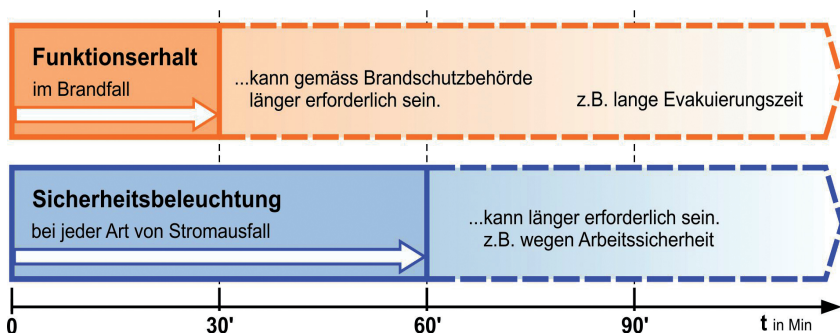 Funktionserhalt
im Brandfall
...kann gemäss Brandschutzbehörde
länger erforderlich sein.
z.B. lange Evakuierungszeit
Sicherheitsbeleuchtung
bei jeder Art von Stromausfall
...kann länger erforderlich sein.
z.B. wegen Arbeitssicherheit
0 30' 60' 90' t in Min